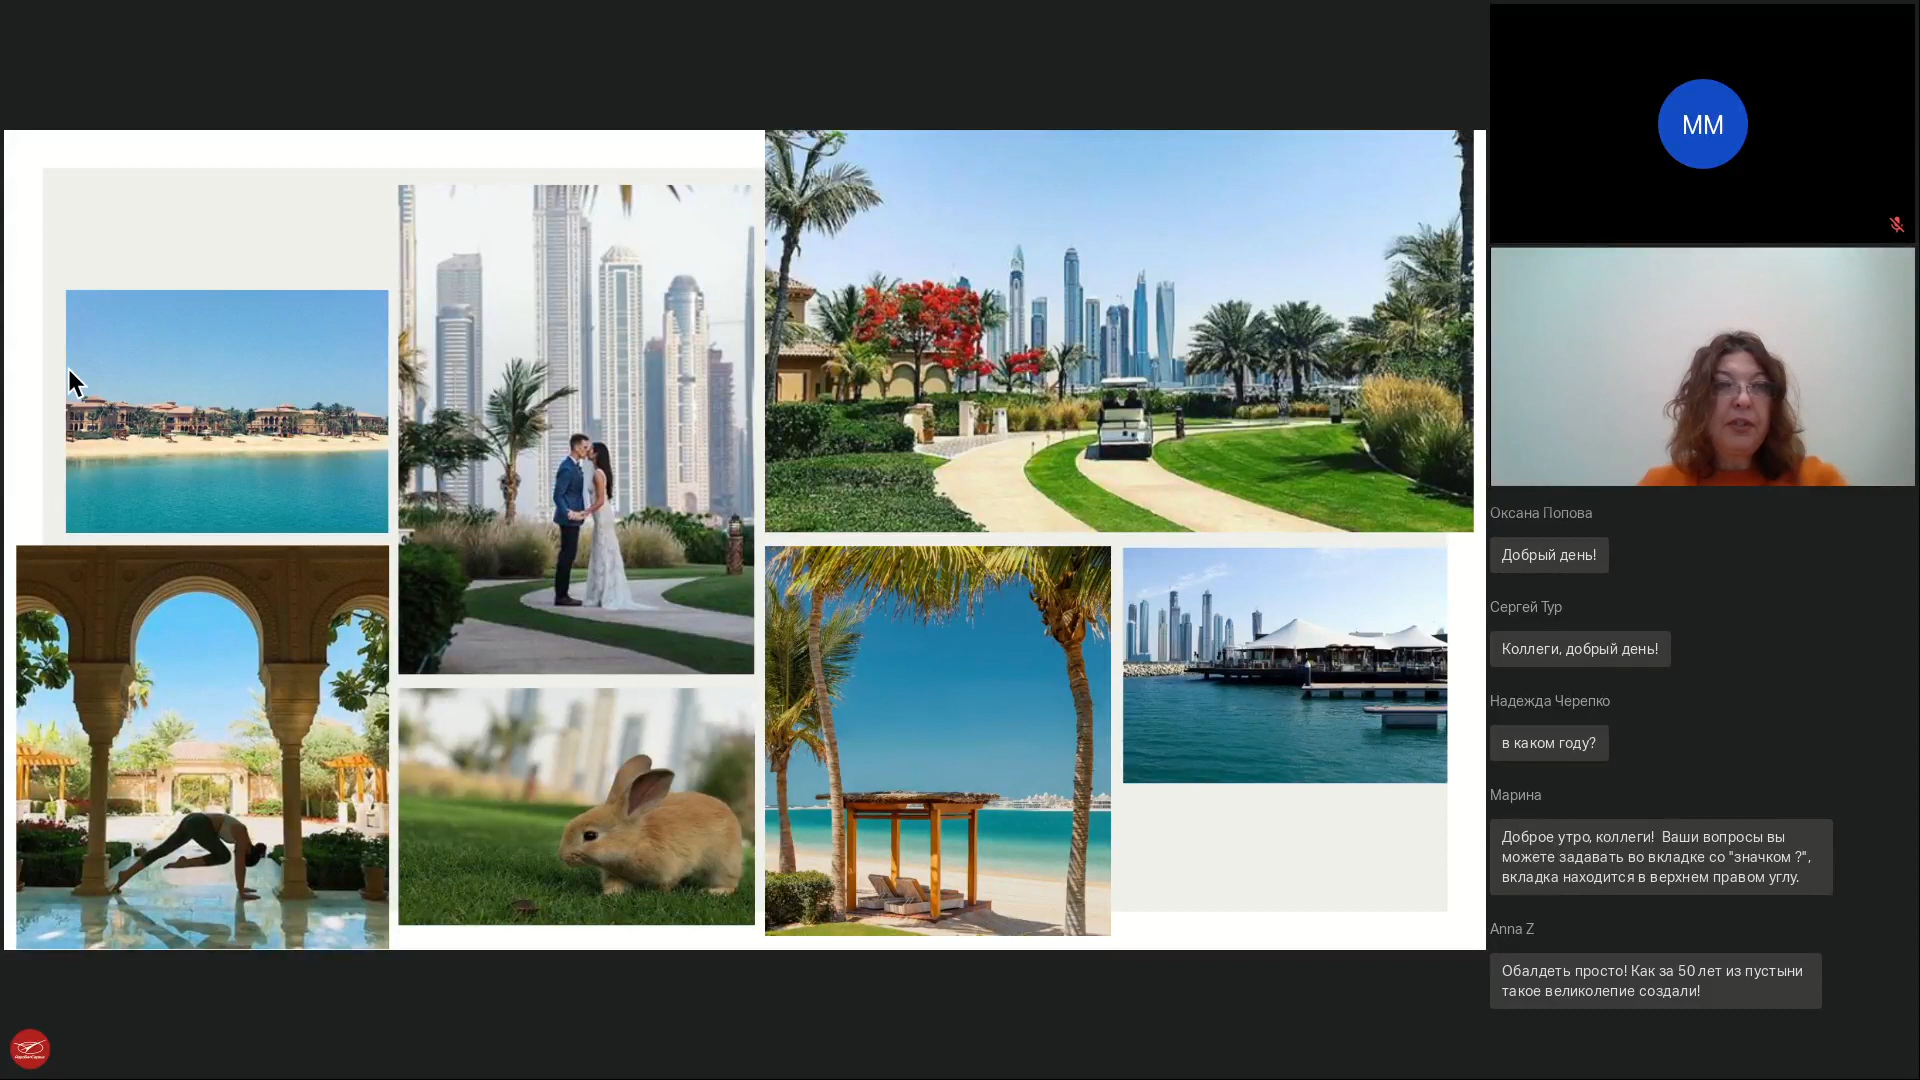 MM
Оксана Попова
Добрый день!
Сергей Тур
Коллеги, добрый день!
Надежда Черепко
в каком году?
Марина
Доброе утро, коллеги!  Ваши вопросы вы
можете задавать во вкладке со "значком ?",
вкладка находится в верхнем правом углу.
Anna Z
Обалдеть просто! Как за 50 лет из пустыни
такое великолепие создали!